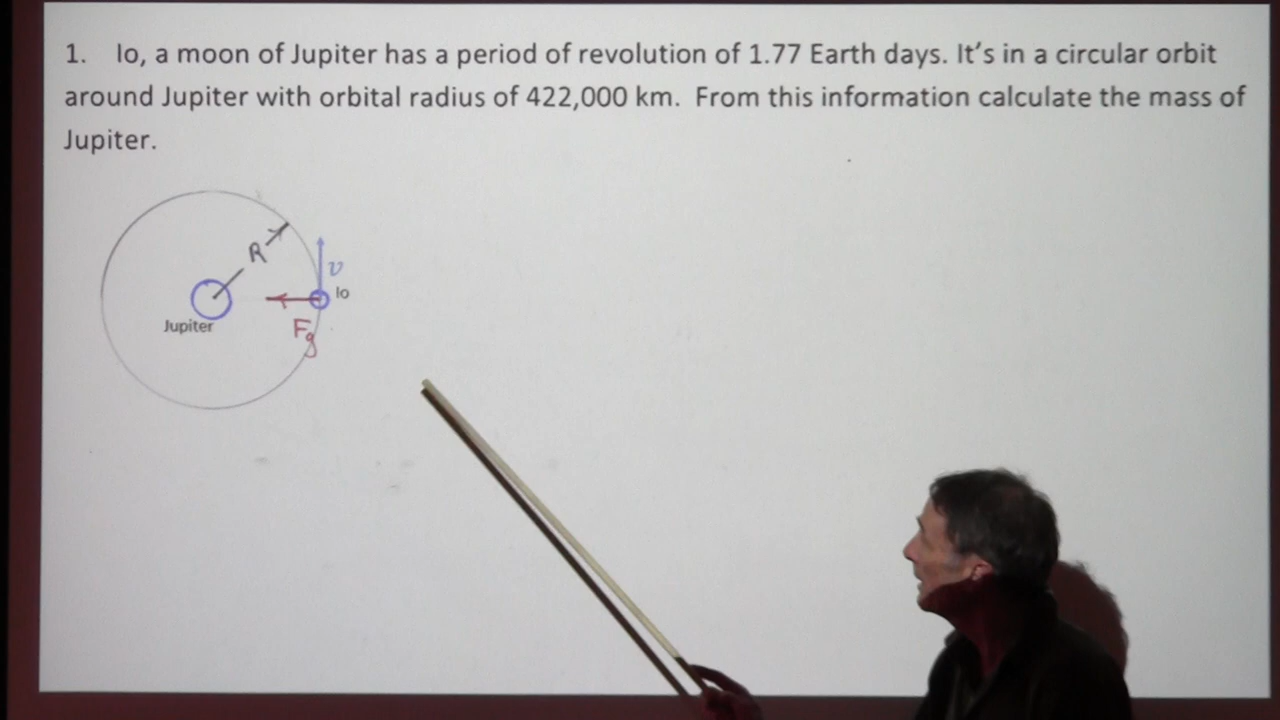 1. Io, a moon of Jupiter has a period of revolution of 1.77 Earth days. It's in a circular orbit
around Jupiter with orbital radius of 422,000 km. From this information calculate the mass of
Jupiter.
R
v
Io
Jupiter
Fg